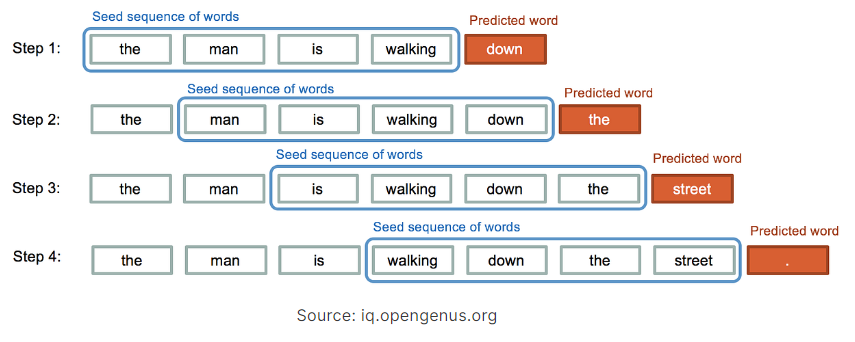 Seed sequence of words Predicted word
Step 1: the man is walking down
Seed sequence of words Predicted word
Step 2: the man is walking down the
Seed sequence of words Predicted word
Step 3: the man is walking down the street
Seed sequence of words Predicted word
Step 4: the man is walking down the street .
Source: iq.opengenus.org